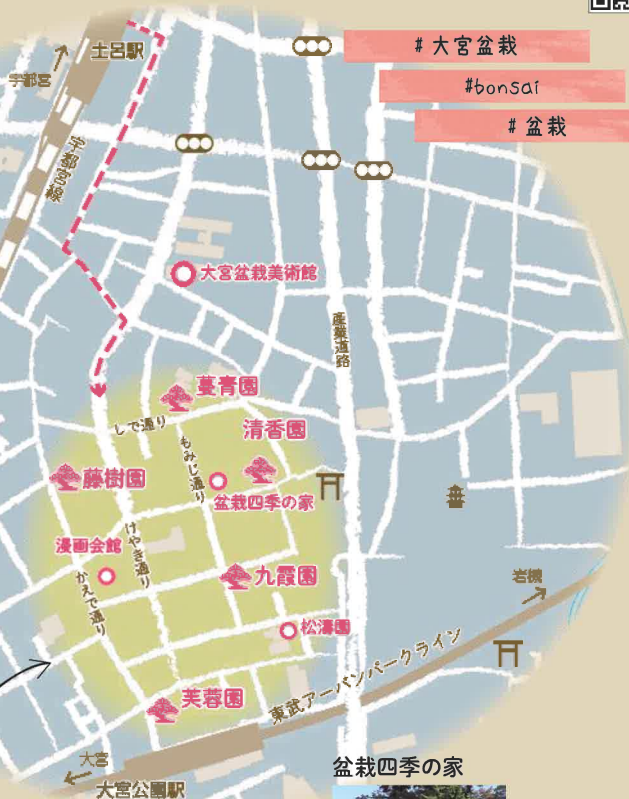 # 大宮盆栽
#bonsai
# 盆栽
土呂駅
宇都宮
宇都宮線
大宮盆栽美術館
産業道路
蔓青園
しで通り
清香園
もみじ通り
藤樹園
盆栽四季の家
漫画会館
けやき通り
かえで通り
九霞園
岩槻
松濤園
東武アーバンパークライン
芙蓉園
大宮
大宮公園駅
盆栽四季の家